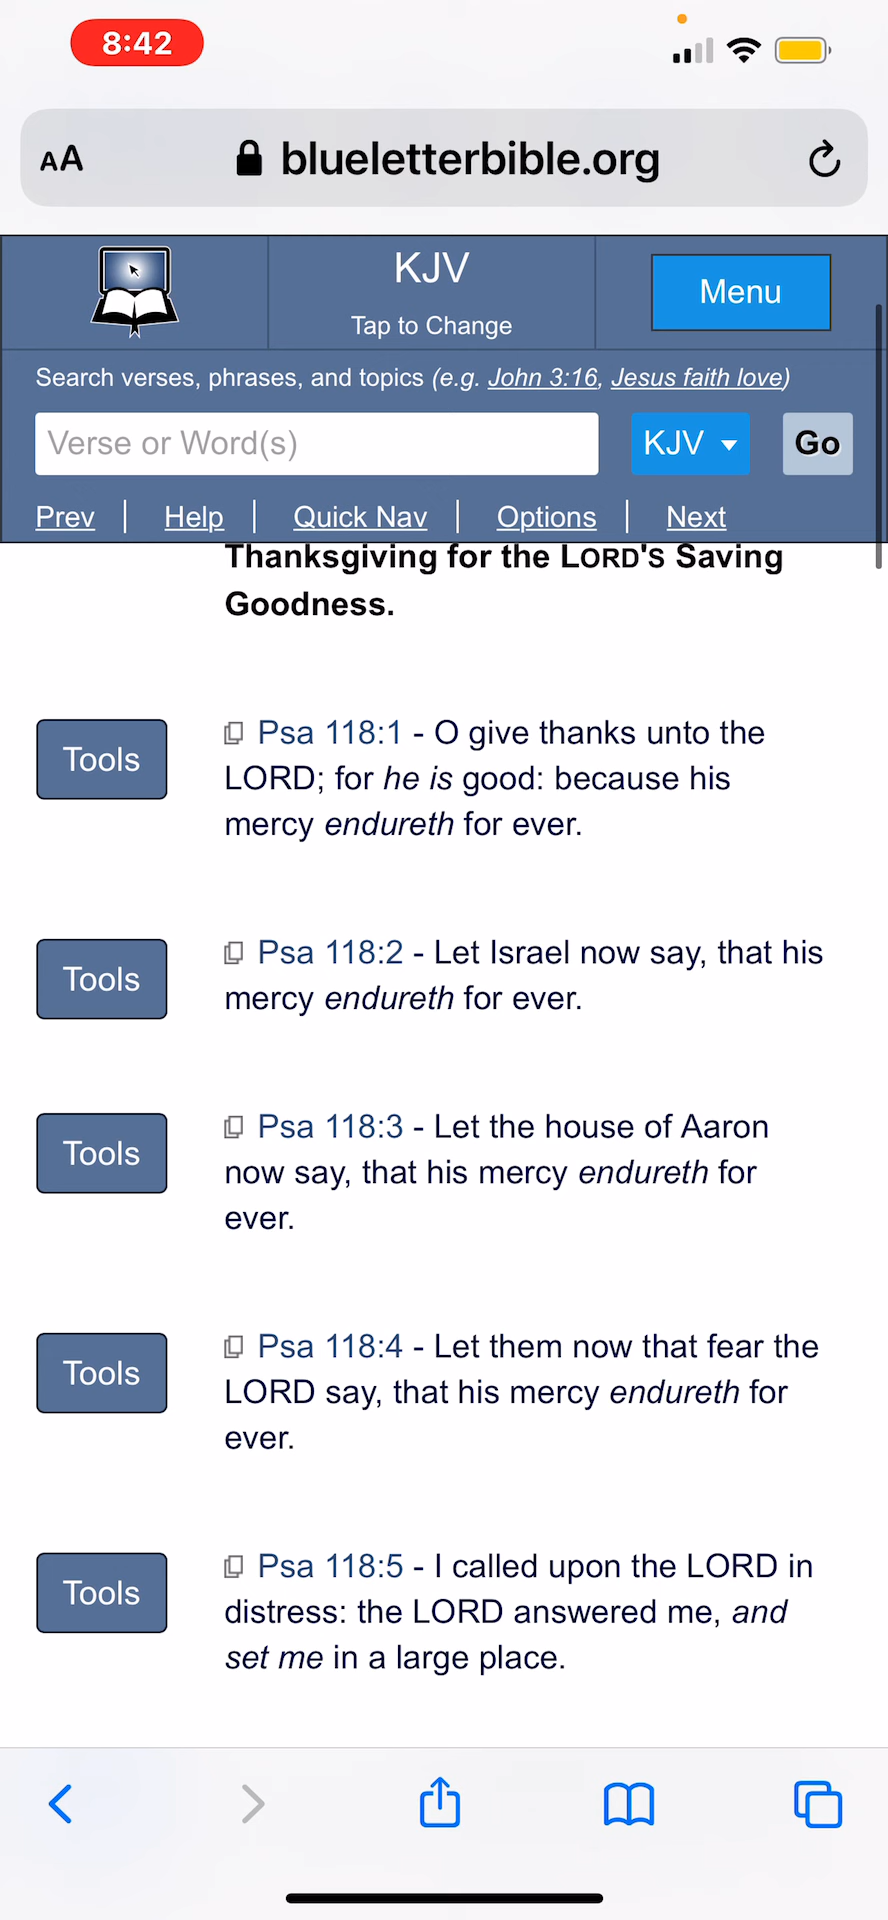 8:42
AA blueletterbible.org
KJV
Tap to Change
Menu
Search verses, phrases, and topics (e.g. John 3:16, Jesus faith love)
Verse or Word(s) KJV Go
Prev | Help | Quick Nav | Options | Next
Thanksgiving for the LORD'S Saving
Goodness.
Tools
Psa 118:1 - O give thanks unto the
LORD; for he is good: because his
mercy endureth for ever.
Tools
Psa 118:2 - Let Israel now say, that his
mercy endureth for ever.
Tools
Psa 118:3 - Let the house of Aaron
now say, that his mercy endureth for
ever.
Tools
Psa 118:4 - Let them now that fear the
LORD say, that his mercy endureth for
ever.
Tools
Psa 118:5 - I called upon the LORD in
distress: the LORD answered me, and
set me in a large place.